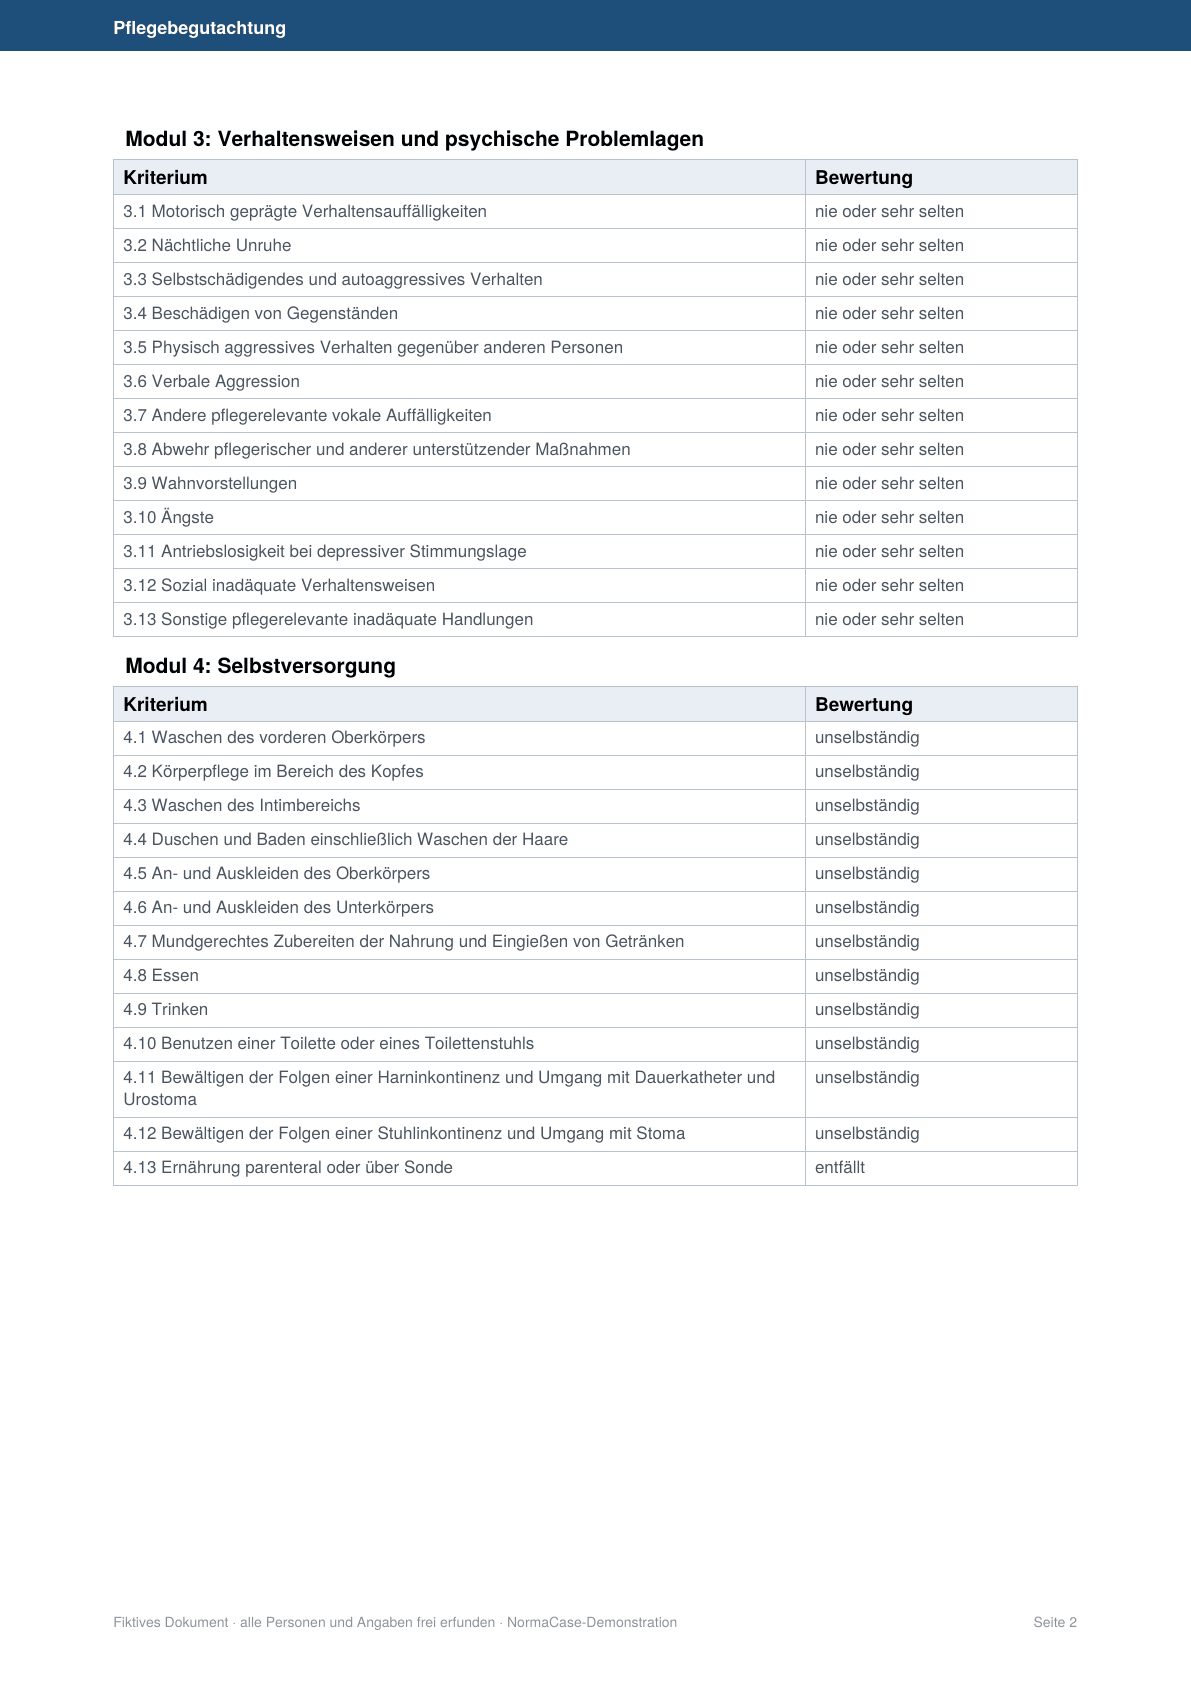 Pflegebegutachtung
Modul 3: Verhaltensweisen und psychische Problemlagen
Kriterium Bewertung
3.1 Motorisch geprägte Verhaltensauffälligkeiten nie oder sehr selten
3.2 Nächtliche Unruhe nie oder sehr selten
3.3 Selbstschädigendes und autoaggressives Verhalten nie oder sehr selten
3.4 Beschädigen von Gegenständen nie oder sehr selten
3.5 Physisch aggressives Verhalten gegenüber anderen Personen nie oder sehr selten
3.6 Verbale Aggression nie oder sehr selten
3.7 Andere pflegerelevante vokale Auffälligkeiten nie oder sehr selten
3.8 Abwehr pflegerischer und anderer unterstützender Maßnahmen nie oder sehr selten
3.9 Wahnvorstellungen nie oder sehr selten
3.10 Ängste nie oder sehr selten
3.11 Antriebslosigkeit bei depressiver Stimmungslage nie oder sehr selten
3.12 Sozial inadäquate Verhaltensweisen nie oder sehr selten
3.13 Sonstige pflegerelevante inadäquate Handlungen nie oder sehr selten
Modul 4: Selbstversorgung
Kriterium Bewertung
4.1 Waschen des vorderen Oberkörpers unselbständig
4.2 Körperpflege im Bereich des Kopfes unselbständig
4.3 Waschen des Intimbereichs unselbständig
4.4 Duschen und Baden einschließlich Waschen der Haare unselbständig
4.5 An- und Auskleiden des Oberkörpers unselbständig
4.6 An- und Auskleiden des Unterkörpers unselbständig
4.7 Mundgerechtes Zubereiten der Nahrung und Eingießen von Getränken unselbständig
4.8 Essen unselbständig
4.9 Trinken unselbständig
4.10 Benutzen einer Toilette oder eines Toilettenstuhls unselbständig
4.11 Bewältigen der Folgen einer Harninkontinenz und Umgang mit Dauerkatheter und unselbständig
Urostoma
4.12 Bewältigen der Folgen einer Stuhlinkontinenz und Umgang mit Stoma unselbständig
4.13 Ernährung parenteral oder über Sonde entfällt
Fiktives Dokument · alle Personen und Angaben frei erfunden · NormaCase-Demonstration Seite 2